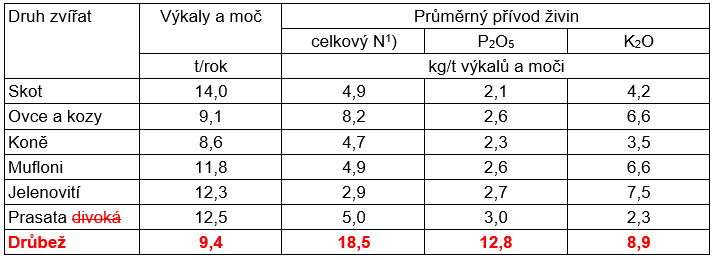 Druh zvířat Výkaly a moč Průměrný přívod živin
celkový N¹) P₂O₅ K₂O
t/rok kg/t výkalů a moči
Skot 14,0 4,9 2,1 4,2
Ovce a kozy 9,1 8,2 2,6 6,6
Koně 8,6 4,7 2,3 3,5
Mufloni 11,8 4,9 2,6 6,6
Jelenovití 12,3 2,9 2,7 7,5
Prasata divoká 12,5 5,0 3,0 2,3
Drůbež 9,4 18,5 12,8 8,9